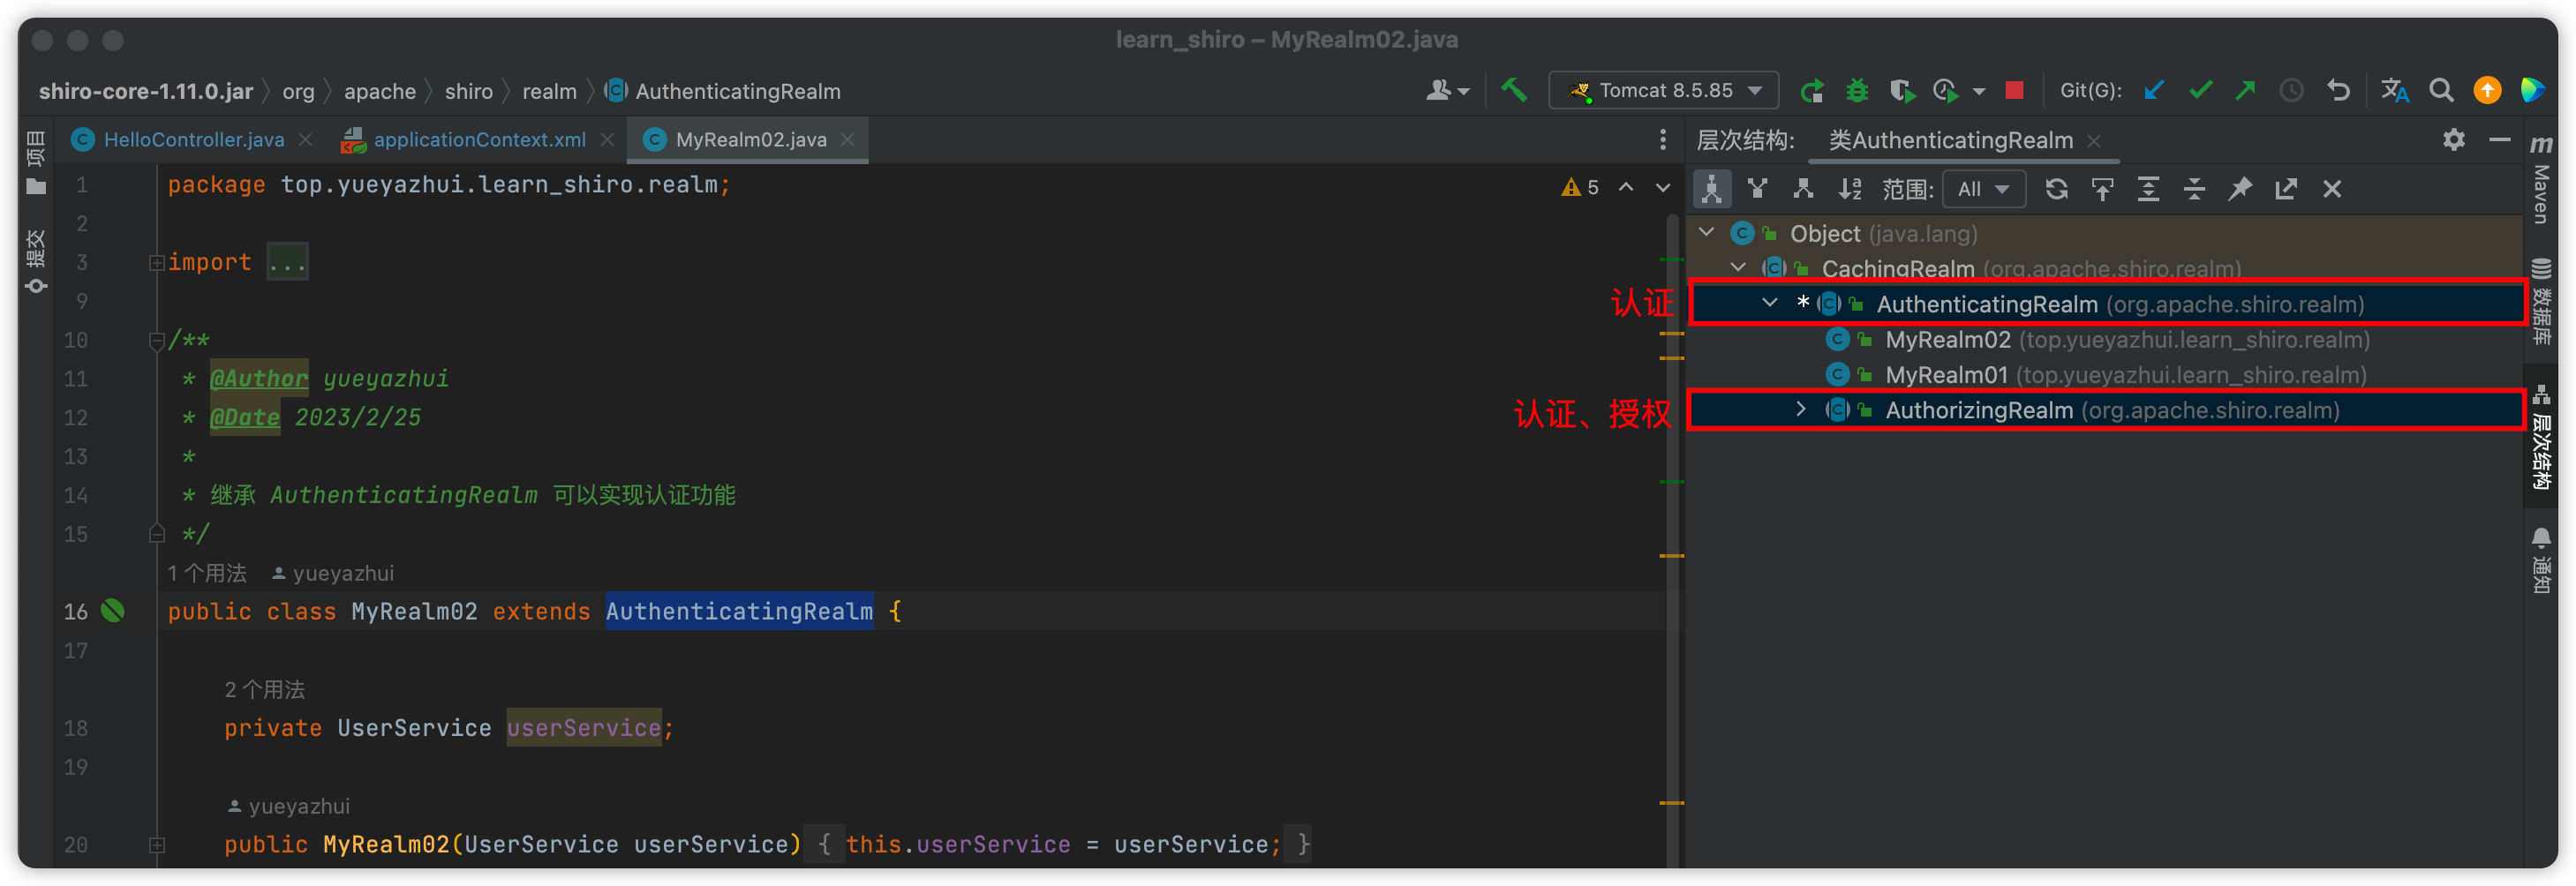 learn_shiro – MyRealm02.java
shiro-core-1.11.0.jar org apache shiro realm AuthenticatingRealm
Tomcat 8.5.85 Git(G):
HelloController.java applicationContext.xml MyRealm02.java
层次结构: 类AuthenticatingRealm
范围: All
项目
提交
1 package top.yueyazhui.learn_shiro.realm;
5
2
3 import ...
9
10 /**
11 * @Author yueyazhui
12 * @Date 2023/2/25
13 *
14 * 继承 AuthenticatingRealm 可以实现认证功能
15 */
1 个用法 yueyazhui
16 public class MyRealm02 extends AuthenticatingRealm {
17
2 个用法
18 private UserService userService;
19
yueyazhui
20 public MyRealm02(UserService userService) { this.userService = userService; }
Object (java.lang)
CachingRealm (org.apache.shiro.realm)
认证
* AuthenticatingRealm (org.apache.shiro.realm)
MyRealm02 (top.yueyazhui.learn_shiro.realm)
MyRealm01 (top.yueyazhui.learn_shiro.realm)
认证、授权
AuthorizingRealm (org.apache.shiro.realm)
m Maven
数据库
层次结构
通知